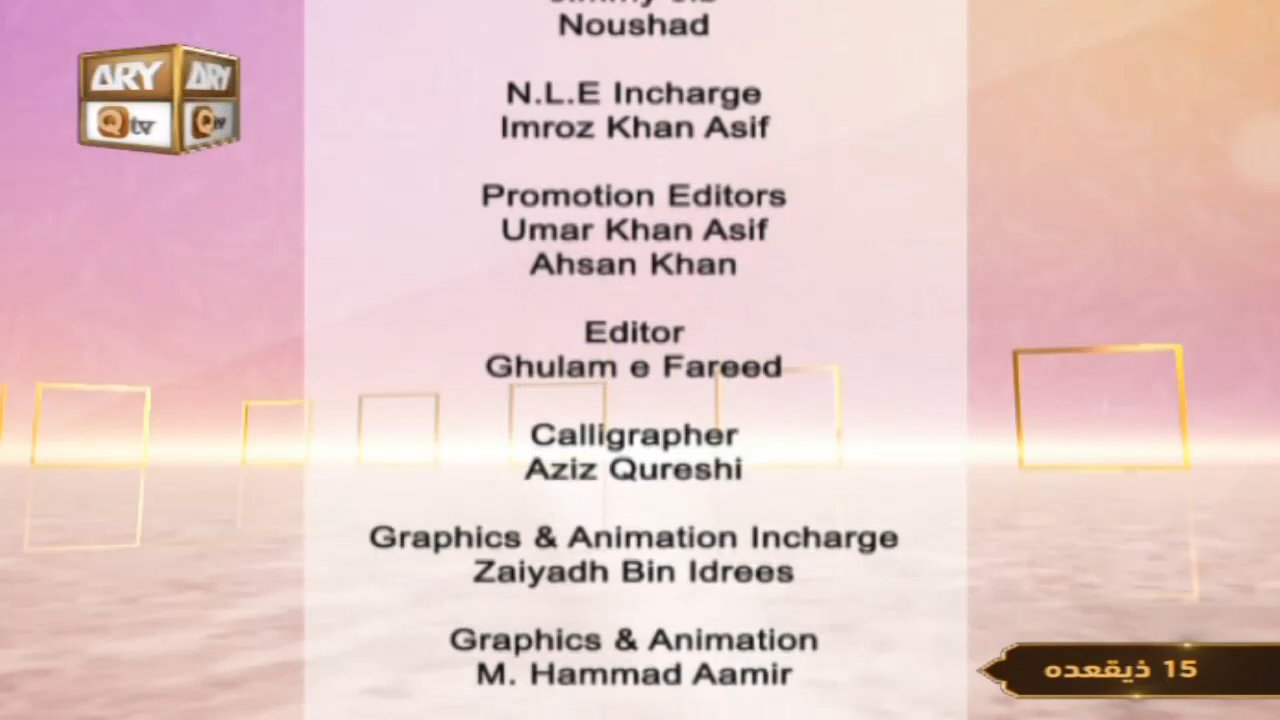 Noushad
N.L.E Incharge
Imroz Khan Asif
Promotion Editors
Umar Khan Asif
Ahsan Khan
Editor
Ghulam e Fareed
Calligrapher
Aziz Qureshi
Graphics & Animation Incharge
Zaiyadh Bin Idrees
Graphics & Animation
M. Hammad Aamir
ARY ARY
Qtv Qtv
15 ذیقعدہ